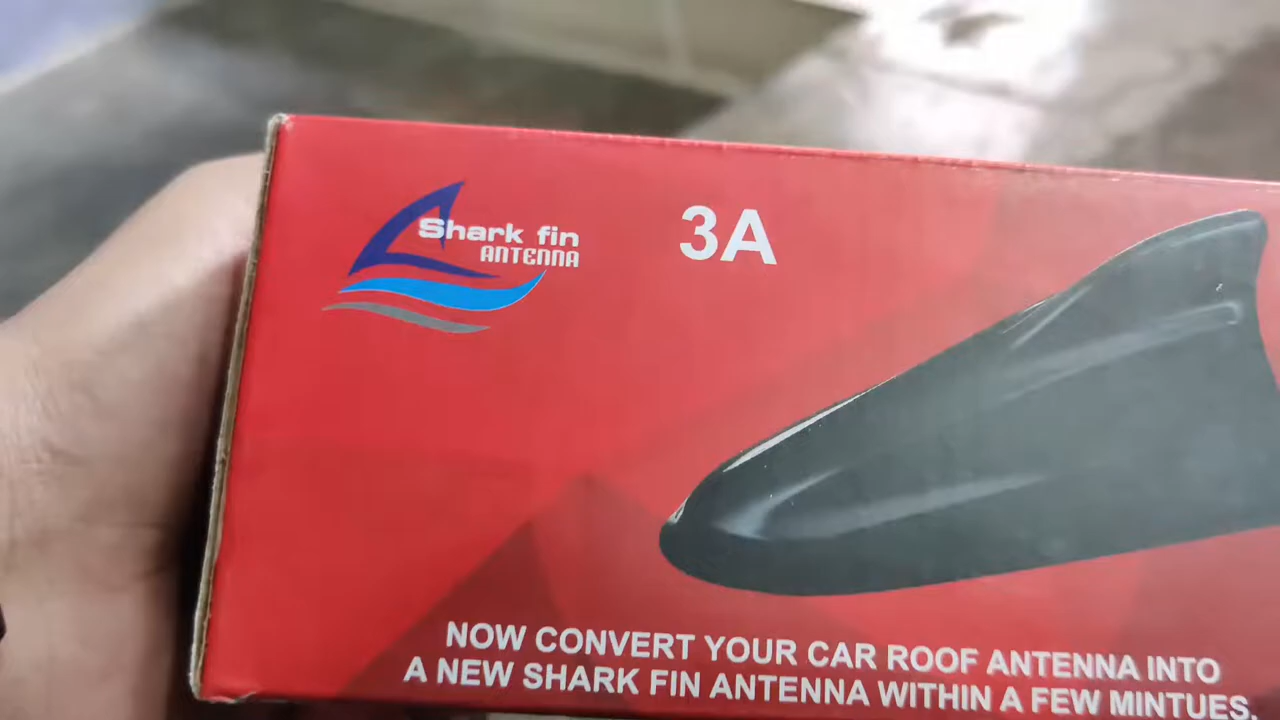 Shark fin
ANTENNA
3A
NOW CONVERT YOUR CAR ROOF ANTENNA INTO
A NEW SHARK FIN ANTENNA WITHIN A FEW MINTUES.